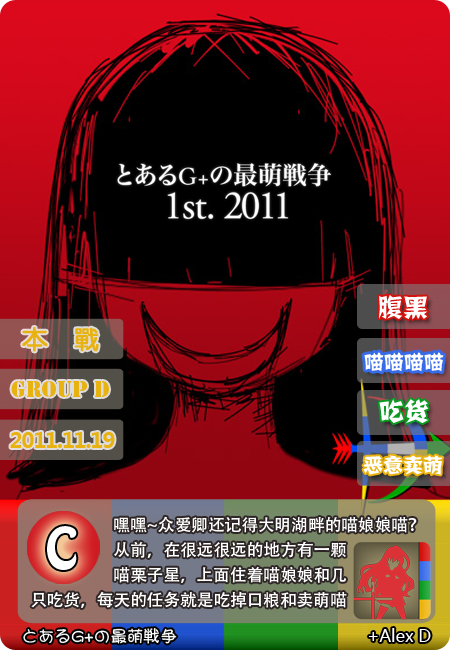 とあるG+の最萌戦争
1st. 2011
本 戰
GROUP D
2011.11.19
腹黑
喵喵喵喵
吃货
恶意卖萌
C
嘿嘿~众爱卿还记得大明湖畔的喵娘娘喵?
从前，在很远很远的地方有一颗
喵栗子星，上面住着喵娘娘和几
只吃货，每天的任务就是吃掉口粮和卖萌喵
とあるG+の最萌戦争
+Alex D